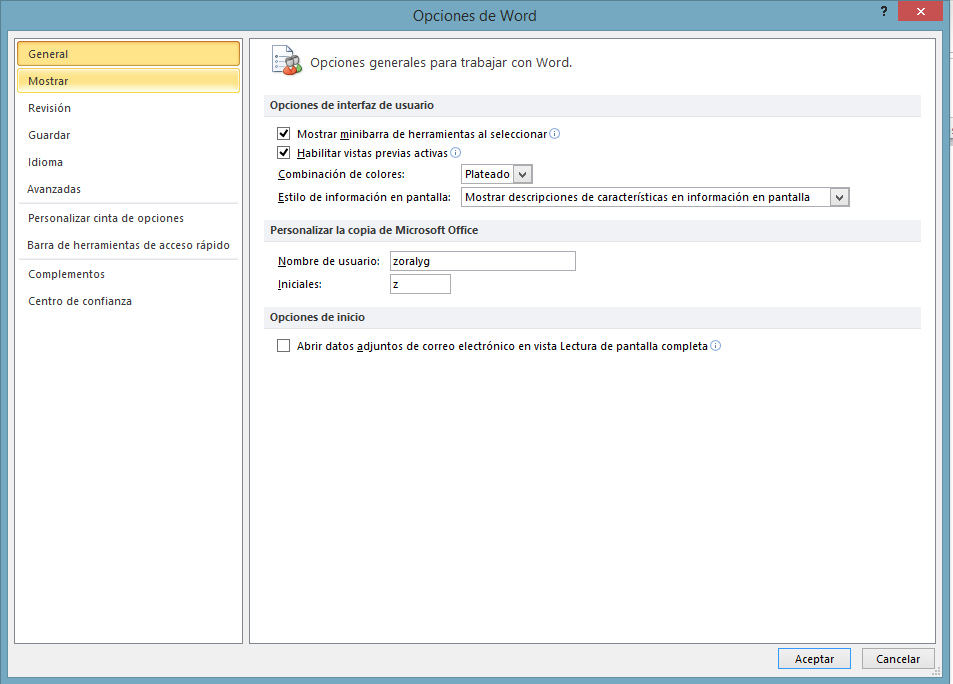 Opciones de Word
?
General
Mostrar
Revisión
Guardar
Idioma
Avanzadas
Personalizar cinta de opciones
Barra de herramientas de acceso rápido
Complementos
Centro de confianza
Opciones generales para trabajar con Word.
Opciones de interfaz de usuario
Mostrar minibarra de herramientas al seleccionar
Habilitar vistas previas activas
Combinación de colores: Plateado
Estilo de información en pantalla: Mostrar descripciones de características en información en pantalla
Personalizar la copia de Microsoft Office
Nombre de usuario: zoralyg
Iniciales: z
Opciones de inicio
Abrir datos adjuntos de correo electrónico en vista Lectura de pantalla completa
Aceptar Cancelar